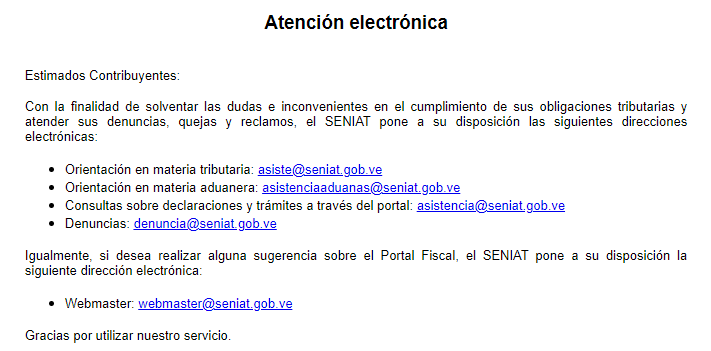 Atención electrónica
Estimados Contribuyentes:
Con la finalidad de solventar las dudas e inconvenientes en el cumplimiento de sus obligaciones tributarias y
atender sus denuncias, quejas y reclamos, el SENIAT pone a su disposición las siguientes direcciones
electrónicas:
• Orientación en materia tributaria: asiste@seniat.gob.ve
• Orientación en materia aduanera: asistenciaaduanas@seniat.gob.ve
• Consultas sobre declaraciones y trámites a través del portal: asistencia@seniat.gob.ve
• Denuncias: denuncia@seniat.gob.ve
Igualmente, si desea realizar alguna sugerencia sobre el Portal Fiscal, el SENIAT pone a su disposición la
siguiente dirección electrónica:
• Webmaster: webmaster@seniat.gob.ve
Gracias por utilizar nuestro servicio.